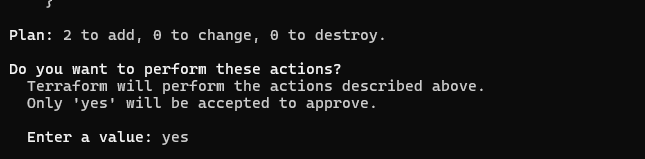 }
Plan: 2 to add, 0 to change, 0 to destroy.
Do you want to perform these actions?
Terraform will perform the actions described above.
Only 'yes' will be accepted to approve.
Enter a value: yes